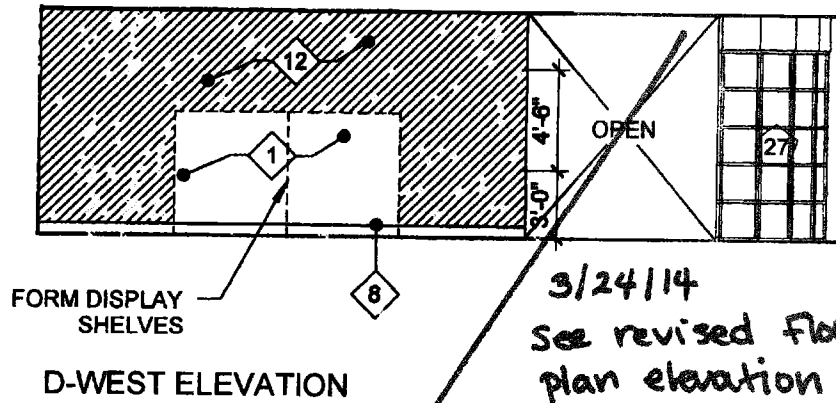 12
4'-6"
OPEN
1
27
3'-0"
FORM DISPLAY
SHELVES
8
3/24/14
See revised
plan elevation
D-WEST ELEVATION